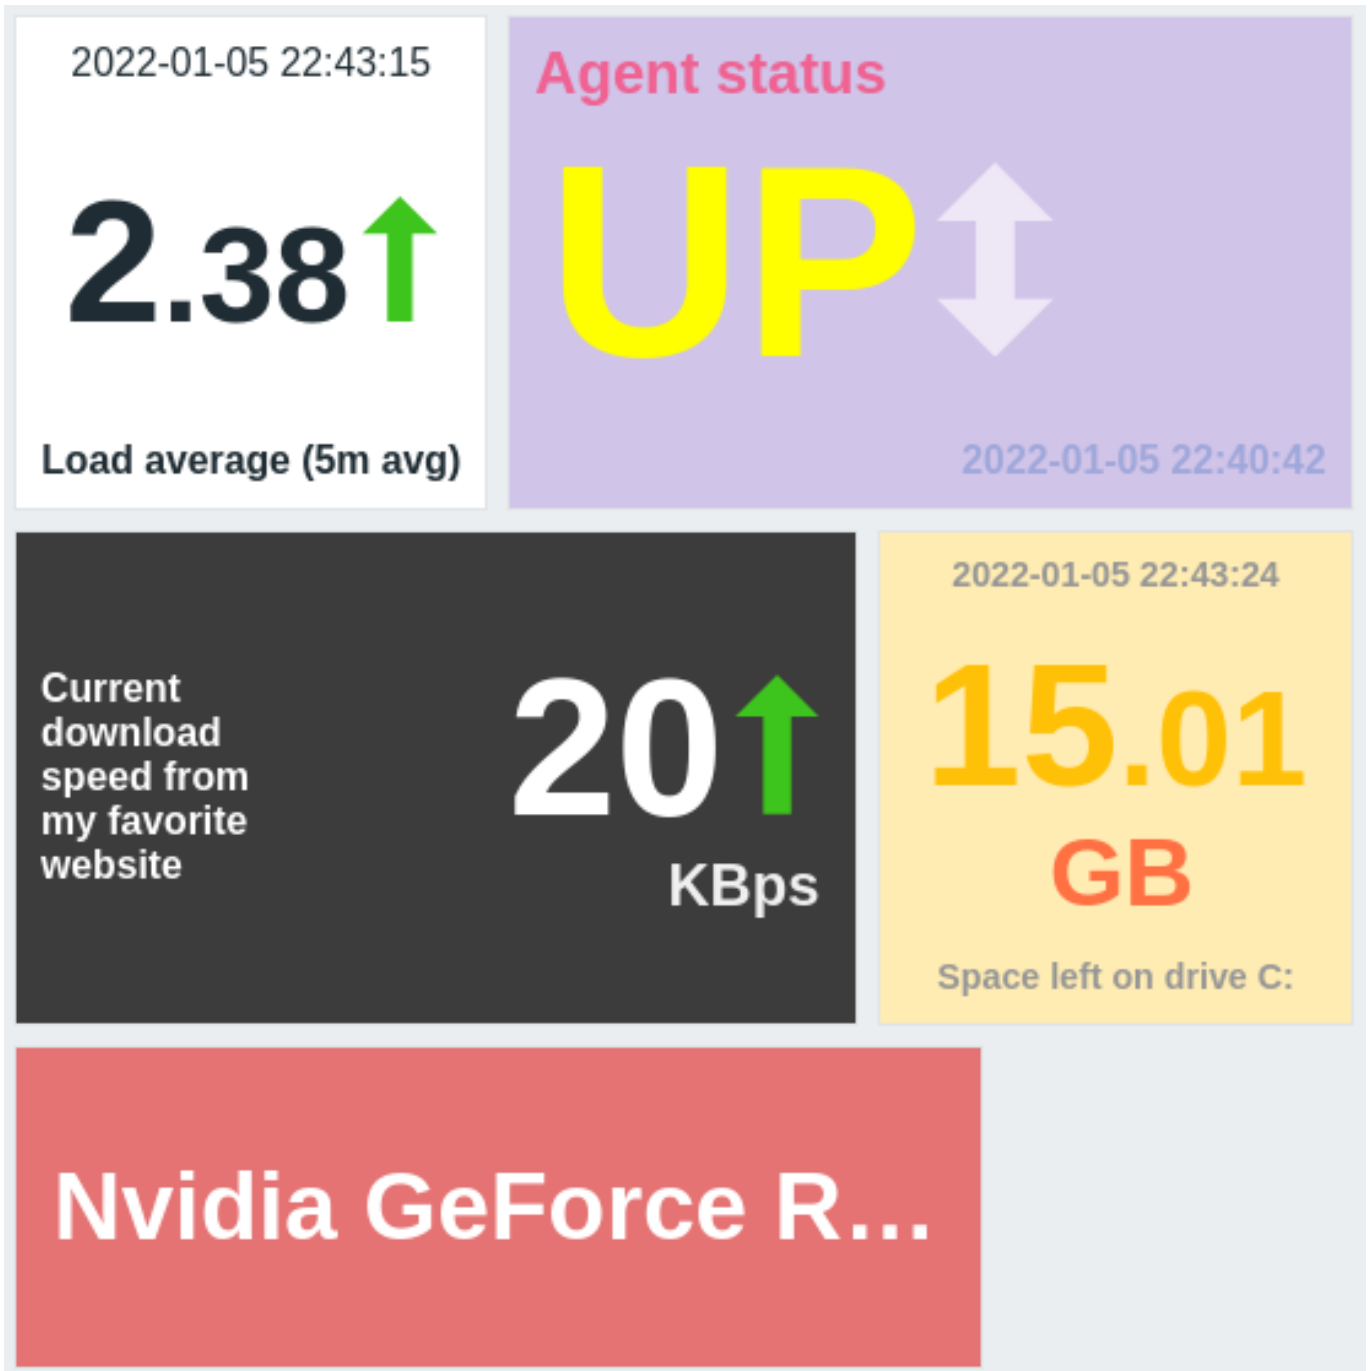 2022-01-05 22:43:15
2.38
Load average (5m avg)
Agent status
UP
2022-01-05 22:40:42
Current
download
speed from
my favorite
website
20
KBps
2022-01-05 22:43:24
15.01
GB
Space left on drive C:
Nvidia GeForce R...